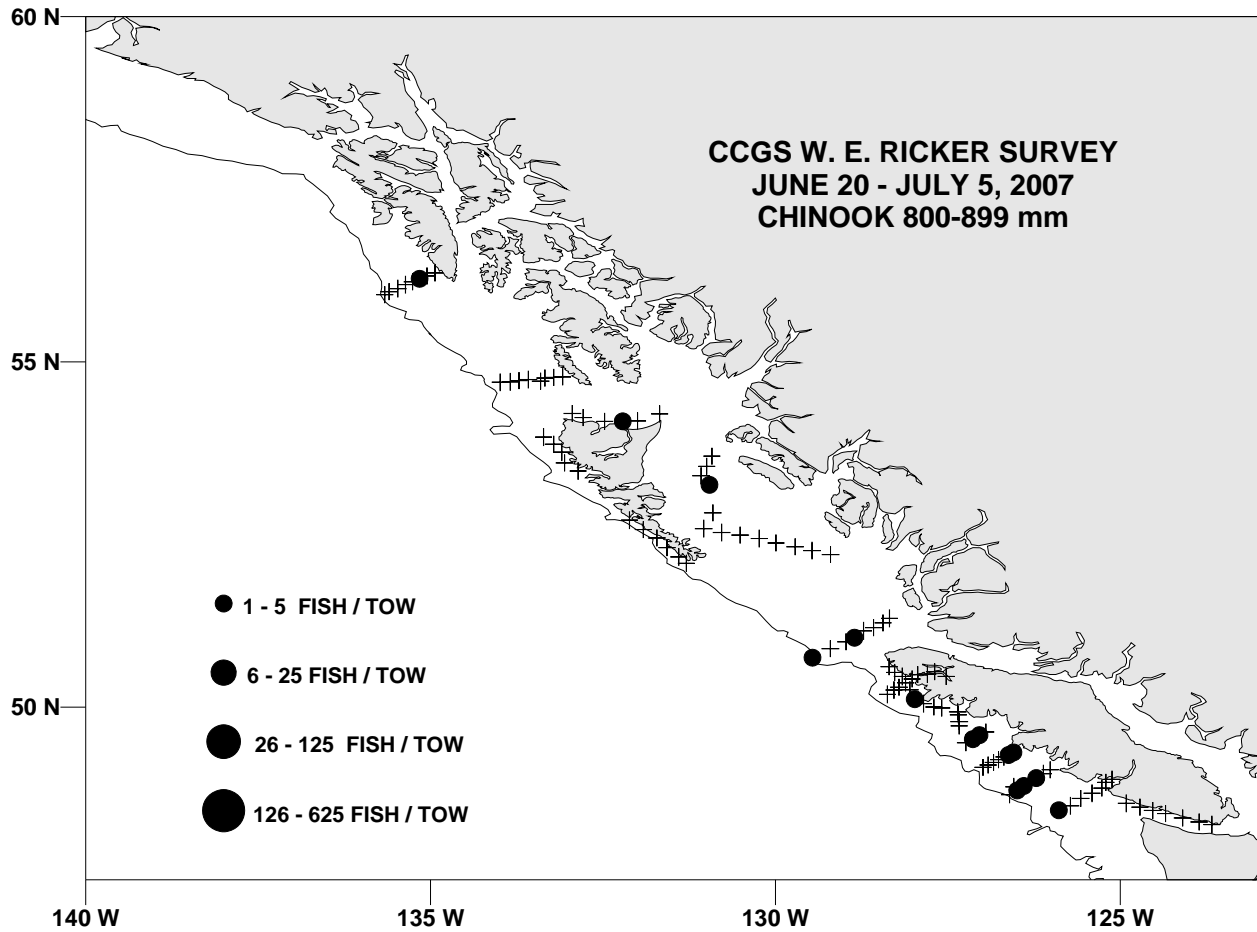 60 N
CCGS W. E. RICKER SURVEY
JUNE 20 - JULY 5, 2007
CHINOOK 800-899 mm
55 N
1 - 5 FISH / TOW
6 - 25 FISH / TOW
50 N
26 - 125 FISH / TOW
126 - 625 FISH / TOW
140 W 135 W 130 W 125 W